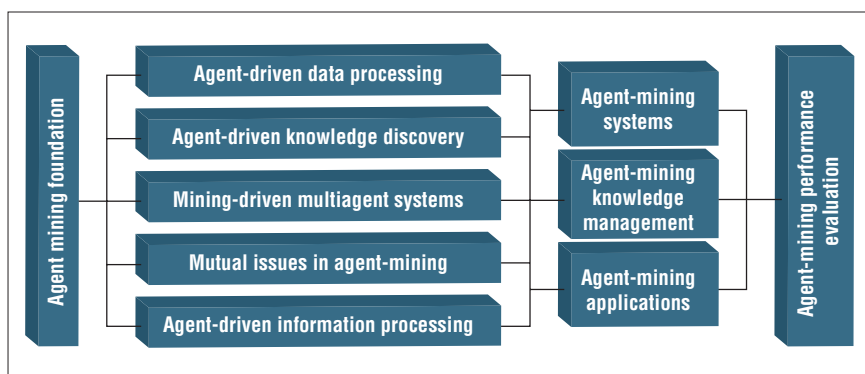 Agent mining foundation
Agent-driven data processing
Agent-driven knowledge discovery
Mining-driven multiagent systems
Mutual issues in agent-mining
Agent-driven information processing
Agent-mining
systems
Agent-mining
knowledge
management
Agent-mining
applications
Agent-mining performance
evaluation